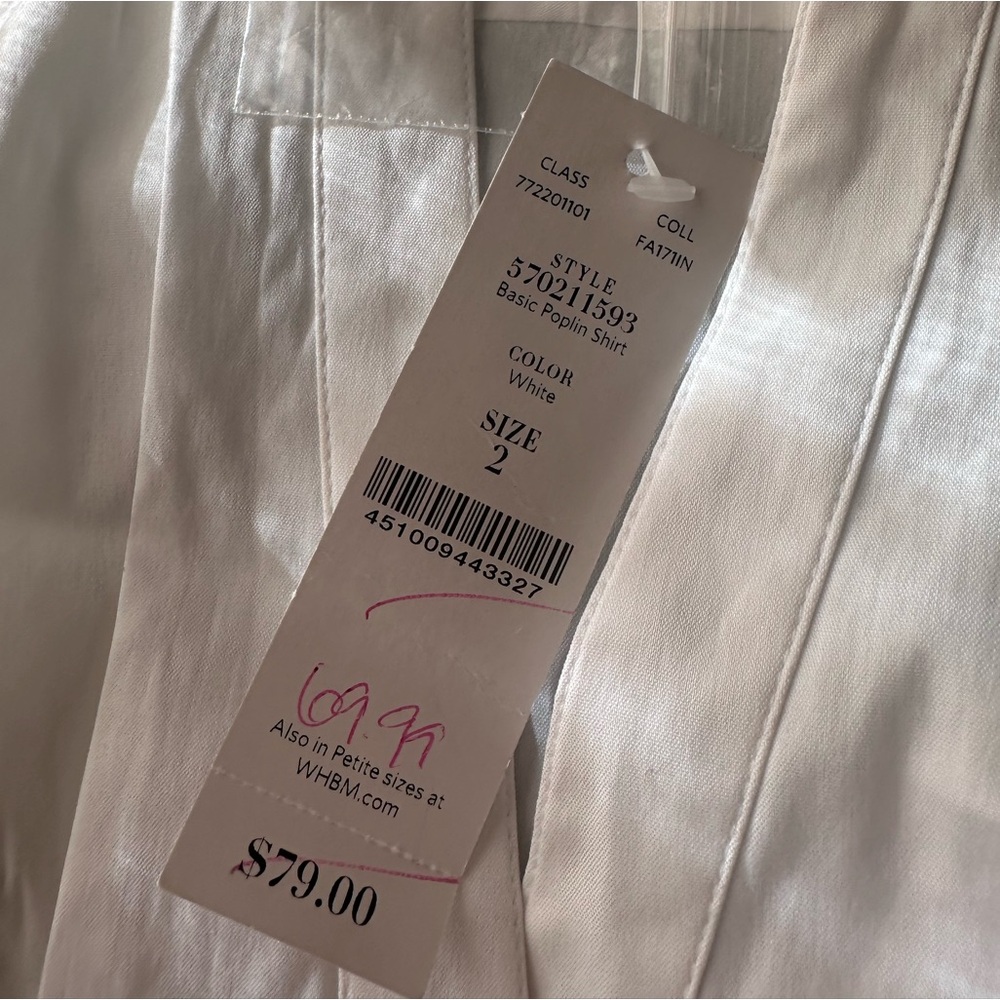 CLASS
772201101
COLL
FA171IN
STYLE
570211593
Basic Poplin Shirt
COLOR
White
SIZE
2
451009443327
69.99
Also in Petite sizes at
WHBM.com
$79.00